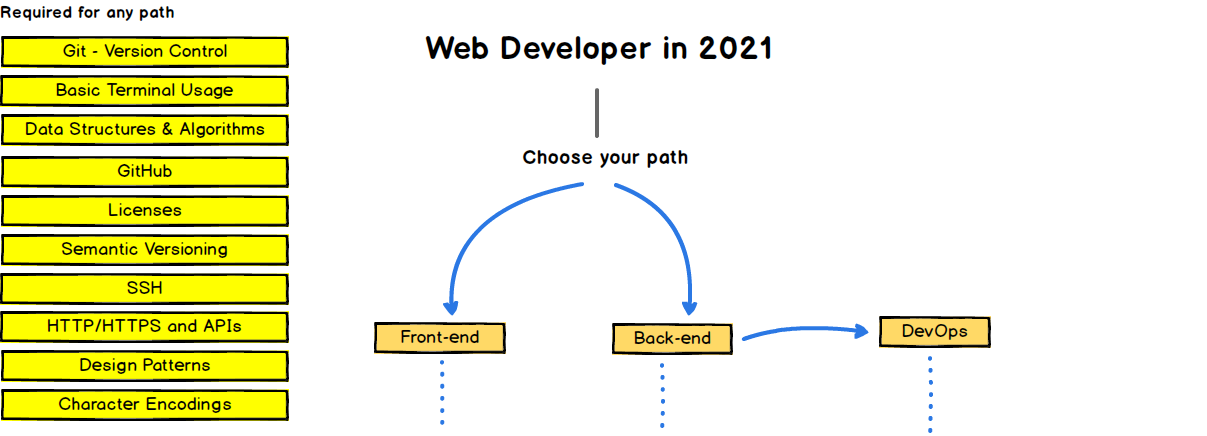 Required for any path
Git - Version Control
Basic Terminal Usage
Data Structures & Algorithms
GitHub
Licenses
Semantic Versioning
SSH
HTTP/HTTPS and APIs
Design Patterns
Character Encodings
Web Developer in 2021
Choose your path
Front-end
Back-end
DevOps